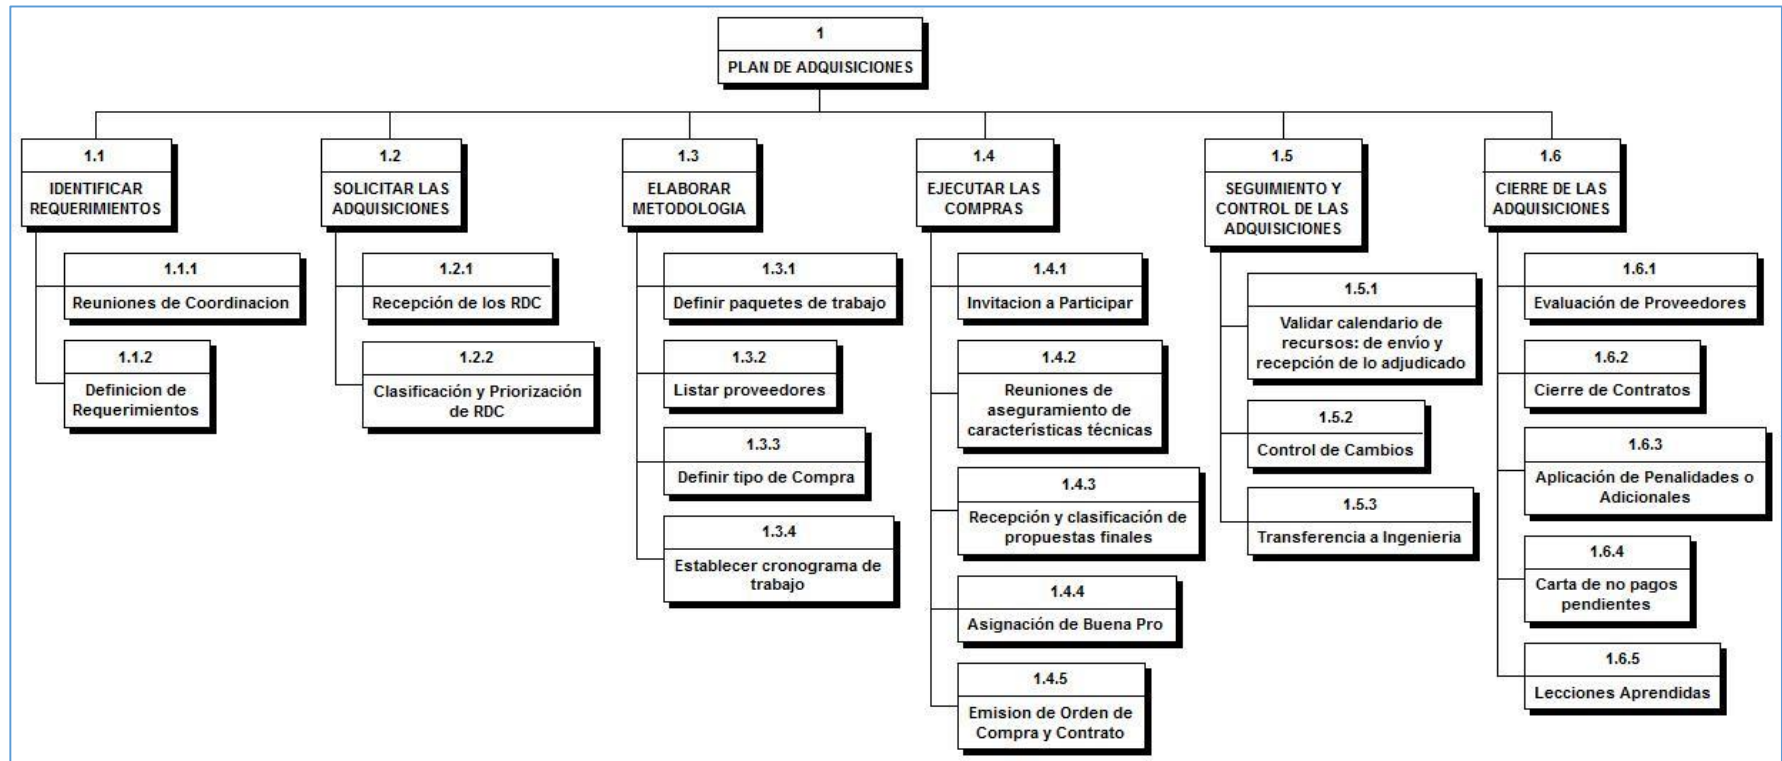 1
PLAN DE ADQUISICIONES
1.1
IDENTIFICAR
REQUERIMIENTOS
1.1.1
Reuniones de Coordinacion
1.1.2
Definicion de
Requerimientos
1.2
SOLICITAR LAS
ADQUISICIONES
1.2.1
Recepción de los RDC
1.2.2
Clasificación y Priorización
de RDC
1.3
ELABORAR
METODOLOGIA
1.3.1
Definir paquetes de trabajo
1.3.2
Listar proveedores
1.3.3
Definir tipo de Compra
1.3.4
Establecer cronograma de
trabajo
1.4
EJECUTAR LAS
COMPRAS
1.4.1
Invitacion a Participar
1.4.2
Reuniones de
aseguramiento de
características técnicas
1.4.3
Recepción y clasificación de
propuestas finales
1.4.4
Asignación de Buena Pro
1.4.5
Emision de Orden de
Compra y Contrato
1.5
SEGUIMIENTO Y
CONTROL DE LAS
ADQUISICIONES
1.5.1
Validar calendario de
recursos: de envío y
recepción de lo adjudicado
1.5.2
Control de Cambios
1.5.3
Transferencia a Ingenieria
1.6
CIERRE DE LAS
ADQUISICIONES
1.6.1
Evaluación de Proveedores
1.6.2
Cierre de Contratos
1.6.3
Aplicación de Penalidades o
Adicionales
1.6.4
Carta de no pagos
pendientes
1.6.5
Lecciones Aprendidas